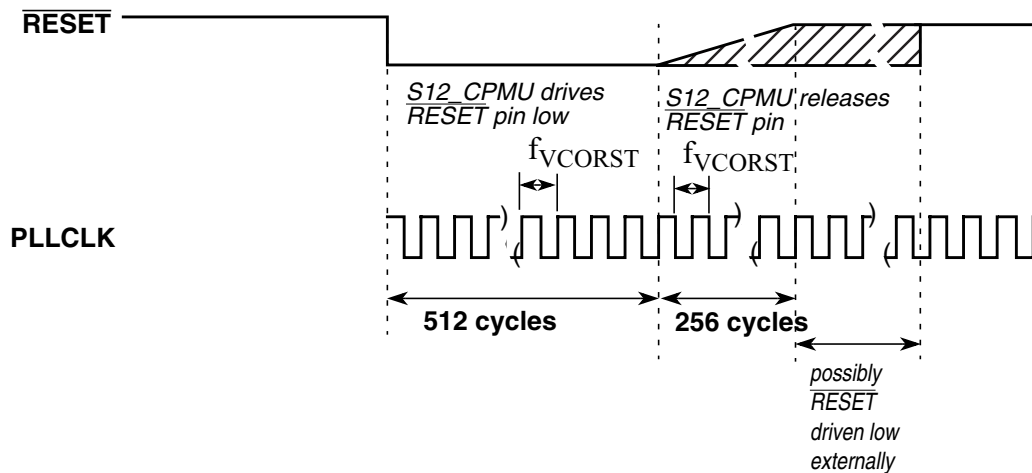 RESET
S12_CPMU drives
RESET pin low
S12_CPMU releases
RESET pin
fVCORST
fVCORST
PLLCLK
512 cycles
256 cycles
possibly
RESET
driven low
externally